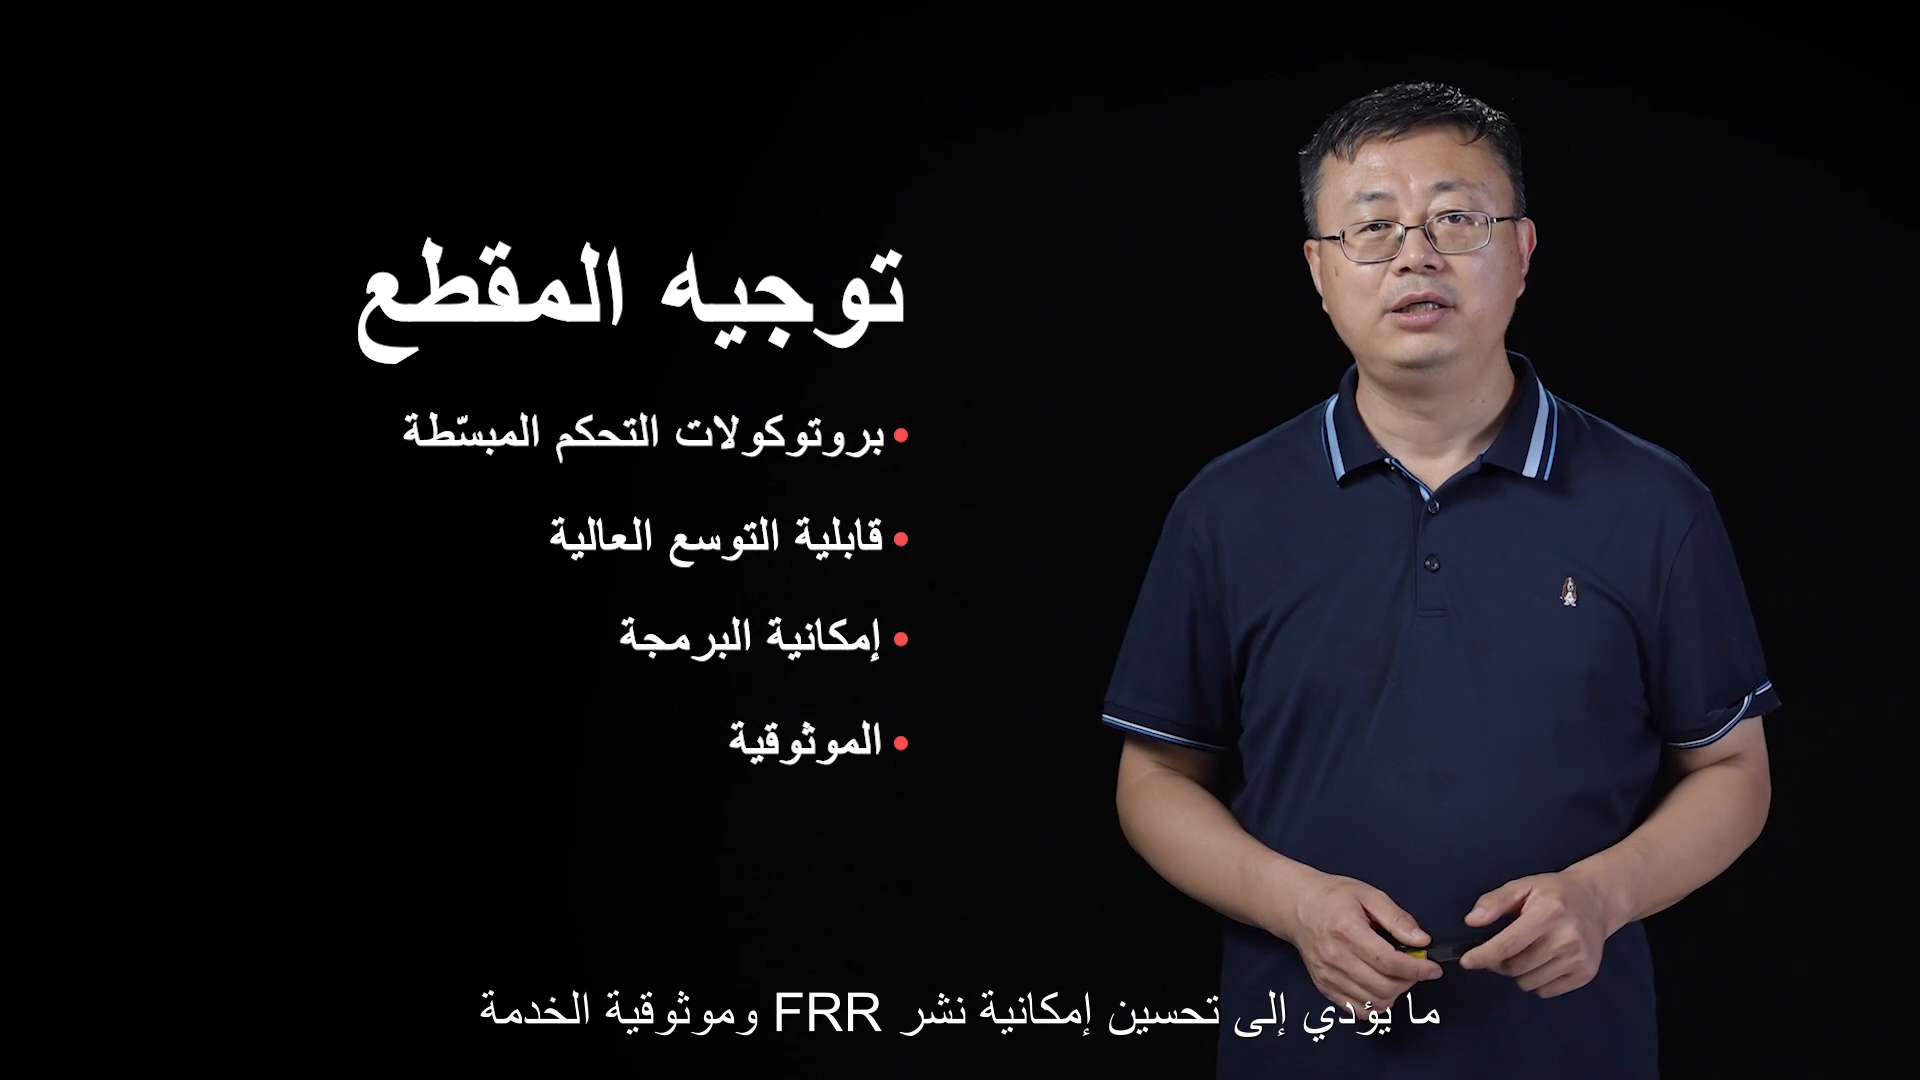 توجيه المقطع
• بروتوكولات التحكم المبسّطة
• قابلية التوسع العالية
• إمكانية البرمجة
• الموثوقية
ما يؤدي إلى تحسين إمكانية نشر FRR وموثوقية الخدمة